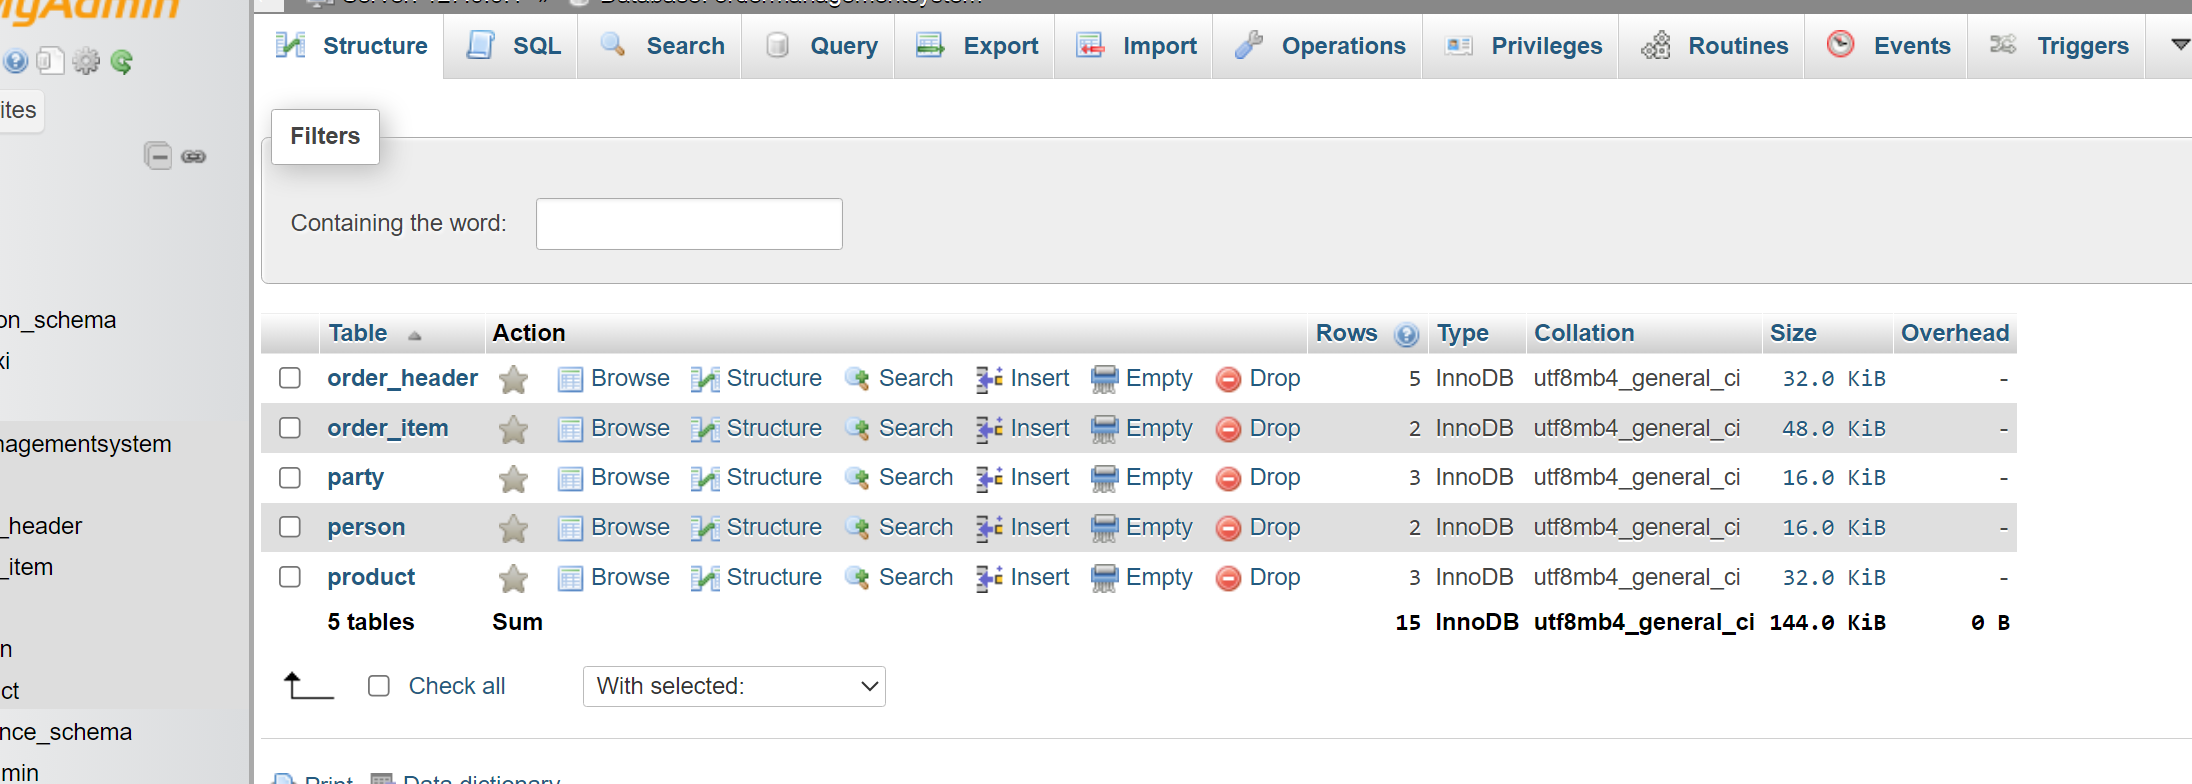 MyAdmin
Database: ordermanagementsystem
Structure SQL Search Query Export Import Operations Privileges Routines Events Triggers
ites
Filters
Containing the word:
on_schema
xi
nagementsystem
_header
_item
n
ct
nce_schema
min
Table Action Rows Type Collation Size Overhead
order_header Browse Structure Search Insert Empty Drop 5 InnoDB utf8mb4_general_ci 32.0 KiB -
order_item Browse Structure Search Insert Empty Drop 2 InnoDB utf8mb4_general_ci 48.0 KiB -
party Browse Structure Search Insert Empty Drop 3 InnoDB utf8mb4_general_ci 16.0 KiB -
person Browse Structure Search Insert Empty Drop 2 InnoDB utf8mb4_general_ci 16.0 KiB -
product Browse Structure Search Insert Empty Drop 3 InnoDB utf8mb4_general_ci 32.0 KiB -
5 tables Sum 15 InnoDB utf8mb4_general_ci 144.0 KiB 0 B
Check all With selected:
Print Data dictionary